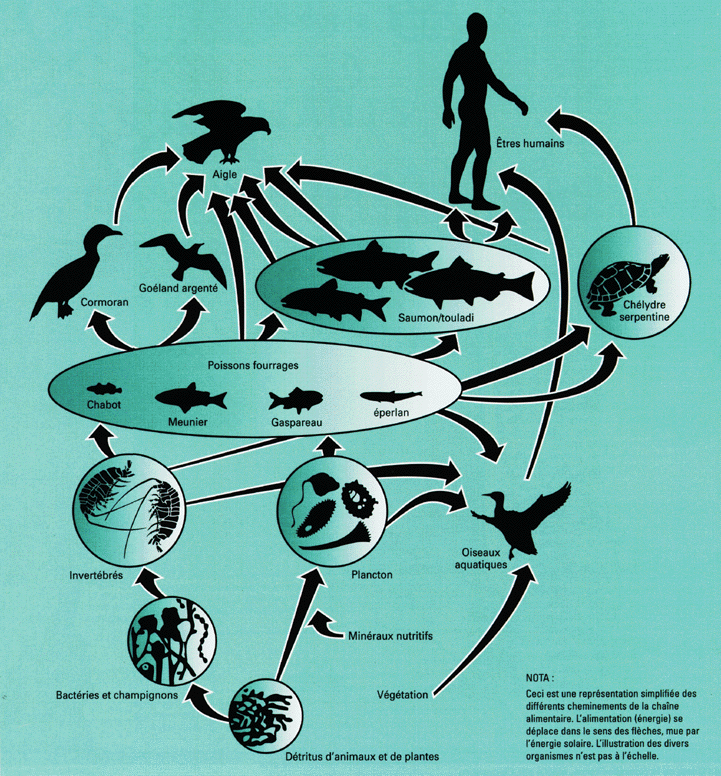 Êtres humains
Aigle
Goéland argenté
Cormoran
Chélydre
serpentine
Saumon/touladi
Poissons fourrages
Chabot
Meunier
Gaspareau
éperlan
Invertébrés
Plancton
Oiseaux
aquatiques
Minéraux nutritifs
Bactéries et champignons
Végétation
Détritus d'animaux et de plantes
NOTA :
Ceci est une représentation simplifiée des
différents cheminements de la chaîne
alimentaire. L'alimentation (énergie) se
déplace dans le sens des flèches, mue par
l'énergie solaire. L'illustration des divers
organismes n'est pas à l'échelle.